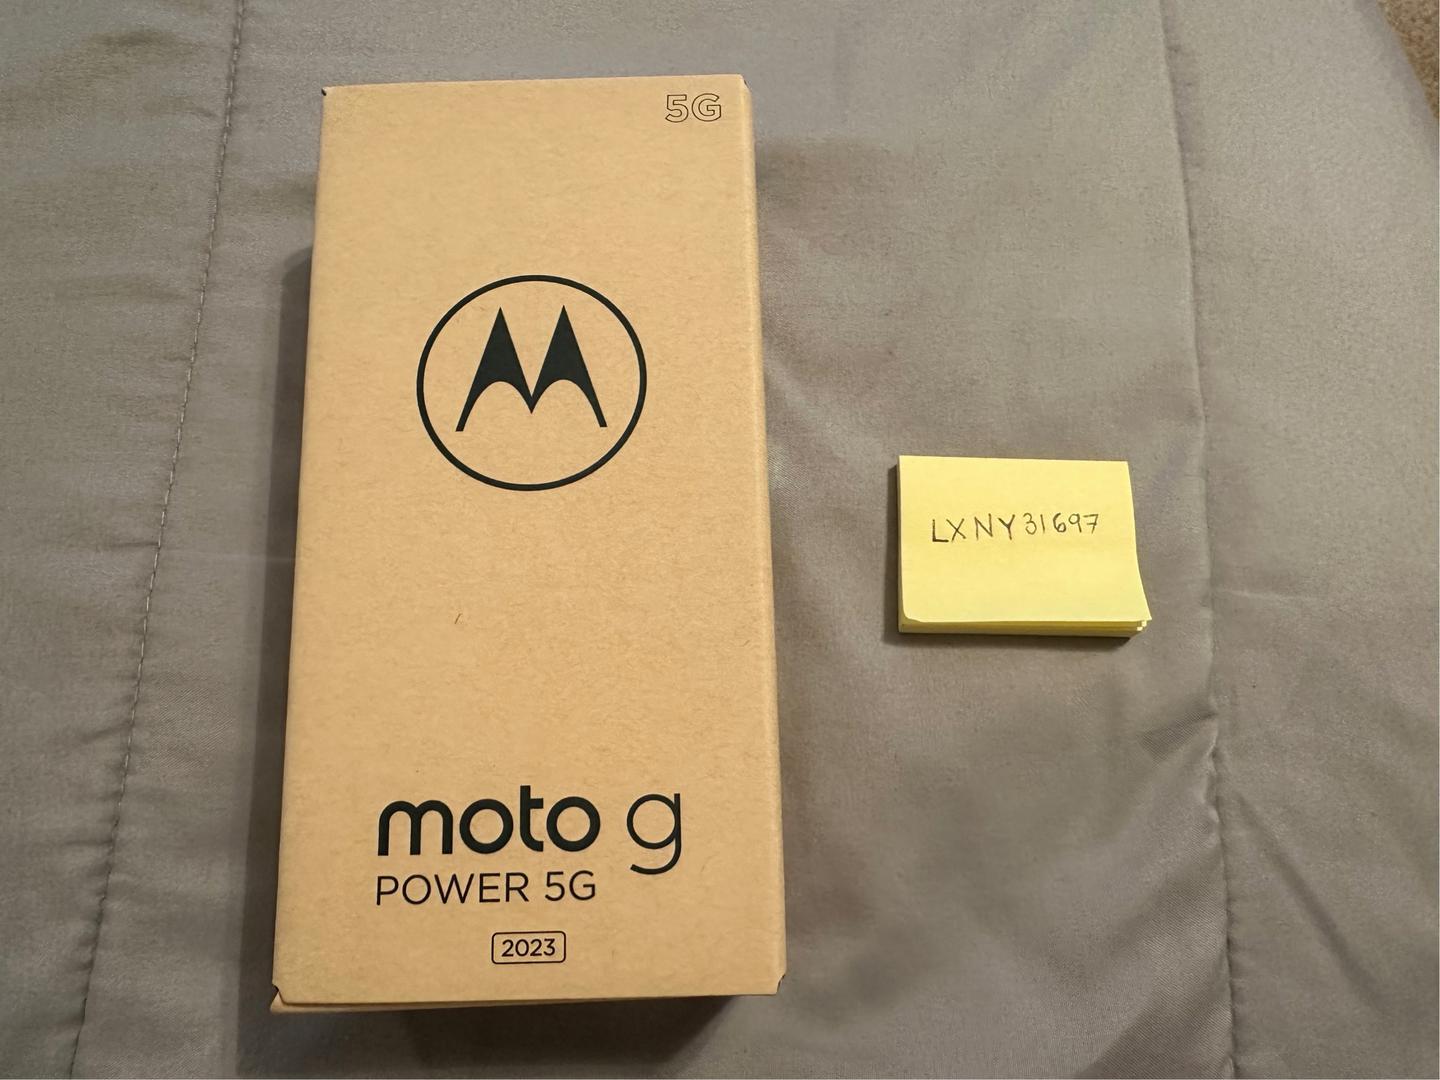 5G
moto g
POWER 5G
2023
LXNY31697